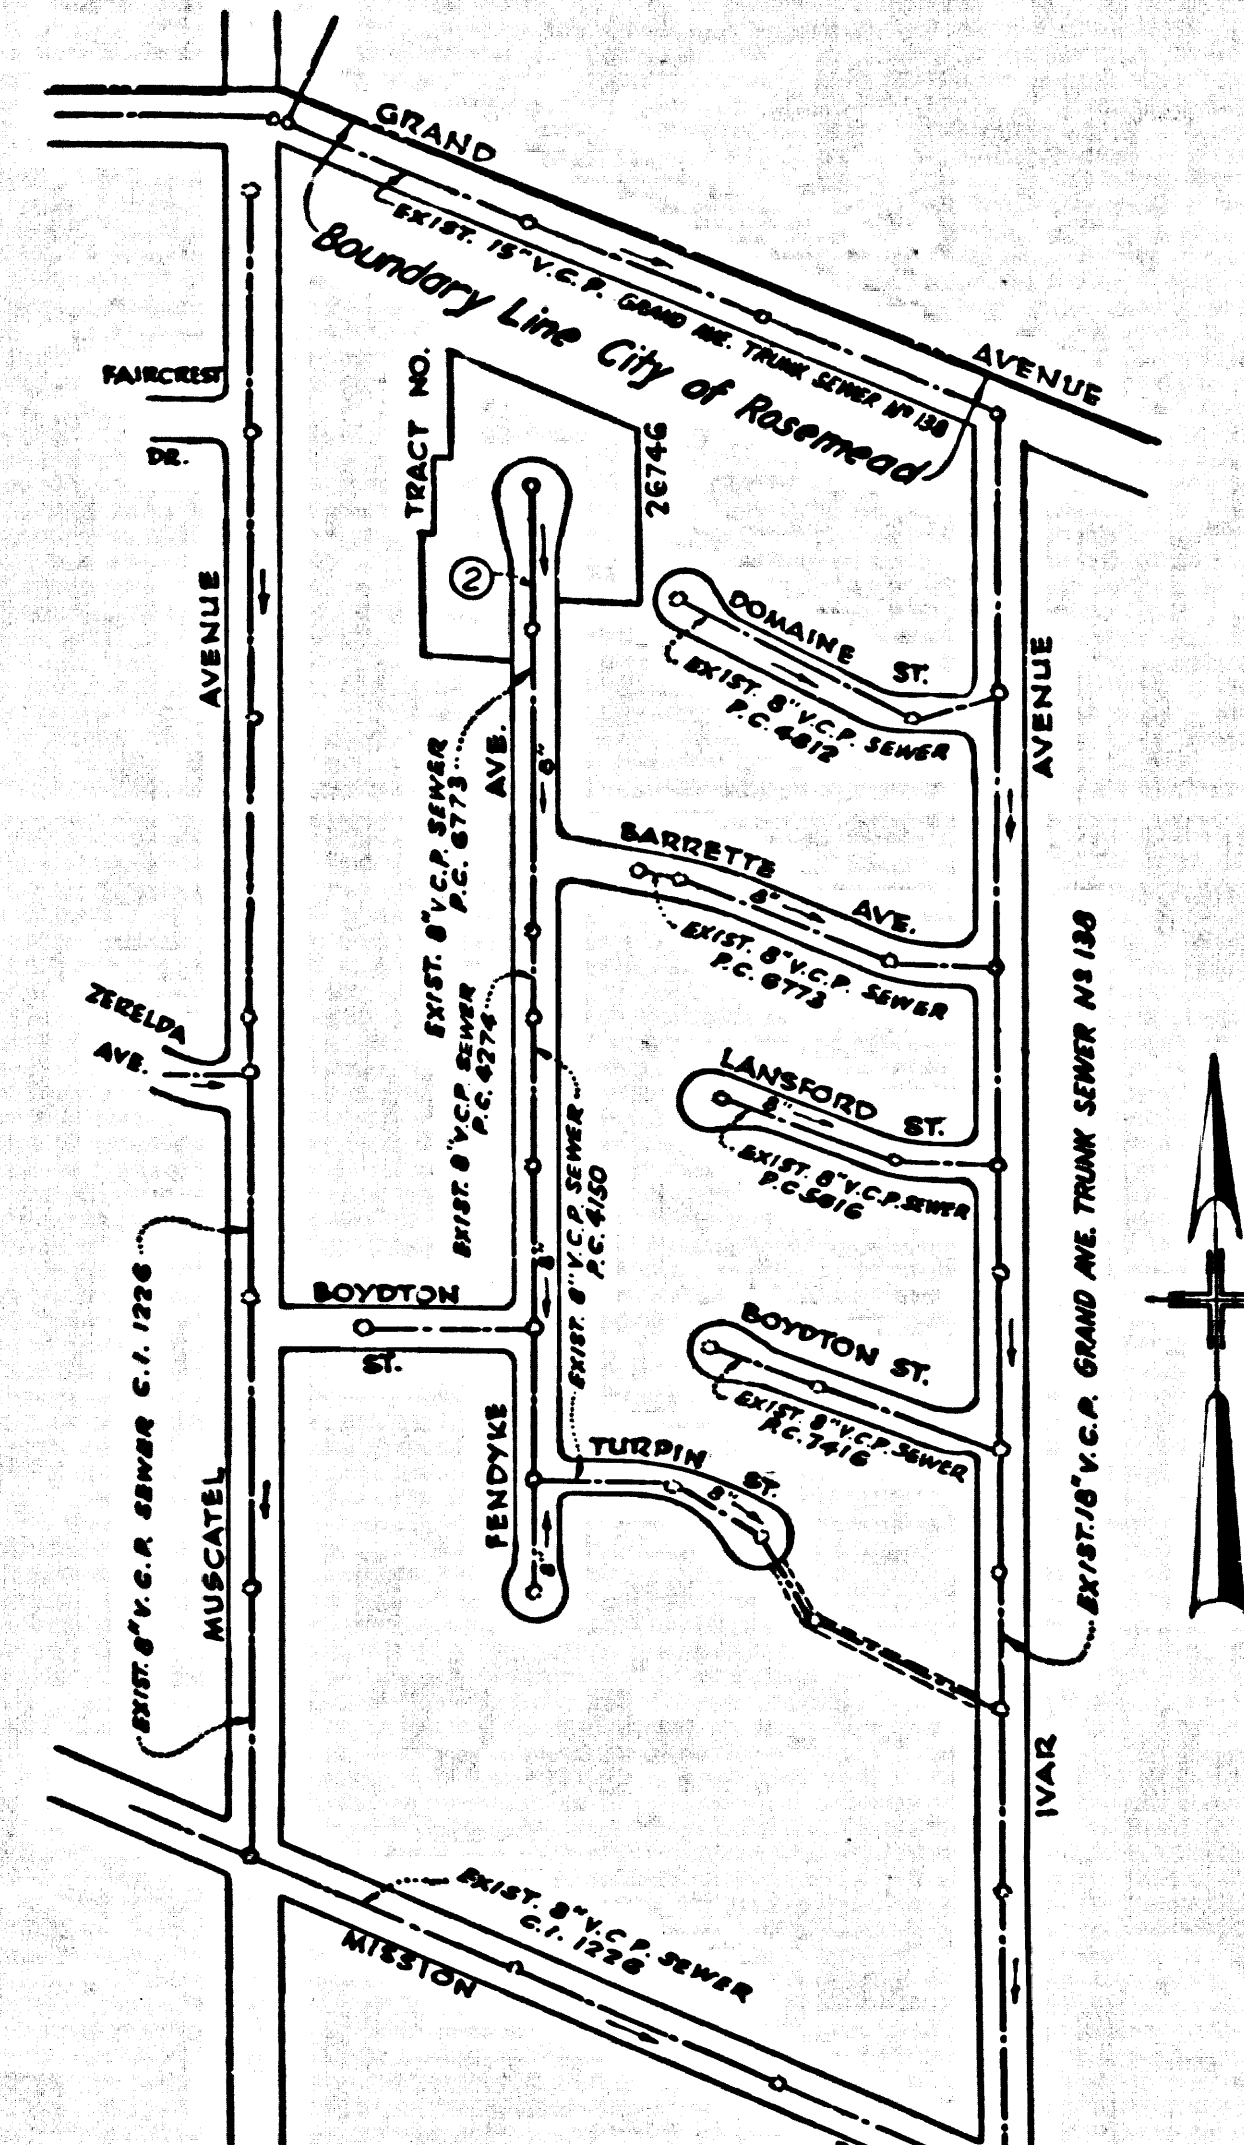 GRAND
AVENUE
EXIST. 15" V.C.P. GRAND AVE. TRUNK SEWER Nº 138
Boundary Line City of Rosemead
FAIRCREST
DR.
TRACT NO.
26746
2
AVENUE
DOMAINE
ST.
EXIST. 8" V.C.P. SEWER
P.C. 4812
AVENUE
EXIST. 8" V.C.P. SEWER
P.C. 6773
AVE.
8"
BARRETTE
AVE.
8"
EXIST. 8" V.C.P. SEWER
P.C. 6773
ZERELDA
AVE.
EXIST. 8" V.C.P. SEWER
P.C. 4274
LANSFORD
ST.
8"
EXIST. 8" V.C.P. SEWER
P.C. 5816
EXIST. 8" V.C.P. SEWER
P.C. 4150
EXIST. 18" V.C.P. GRAND AVE. TRUNK SEWER Nº 138
EXIST. 8" V.C.P. SEWER C.I. 1226
BOYDTON
ST.
8"
BOYDTON ST.
EXIST. 8" V.C.P. SEWER
P.C. 7416
MUSCATEL
FENDYKE
8"
TURPIN
ST.
8"
IVAR
EXIST. 8" V.C P. SEWER
C.I. 1226
MISSION